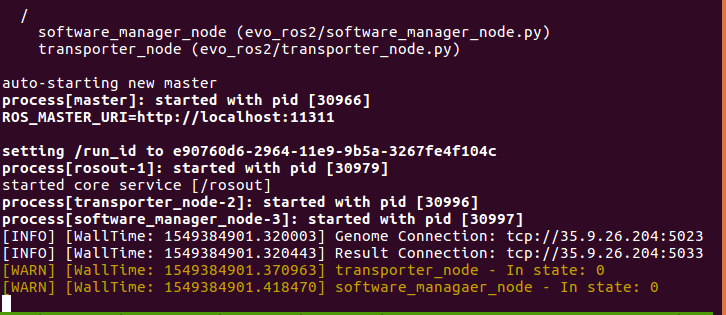 /
software_manager_node (evo_ros2/software_manager_node.py)
transporter_node (evo_ros2/transporter_node.py)
auto-starting new master
process[master]: started with pid [30966]
ROS_MASTER_URI=http://localhost:11311
setting /run_id to e90760d6-2964-11e9-9b5a-3267fe4f104c
process[rosout-1]: started with pid [30979]
started core service [/rosout]
process[transporter_node-2]: started with pid [30996]
process[software_manager_node-3]: started with pid [30997]
[INFO] [WallTime: 1549384901.320003] Genome Connection: tcp://35.9.26.204:5023
[INFO] [WallTime: 1549384901.320443] Result Connection: tcp://35.9.26.204:5033
[WARN] [WallTime: 1549384901.370963] transporter_node - In state: 0
[WARN] [WallTime: 1549384901.418470] software_managaer_node - In state: 0